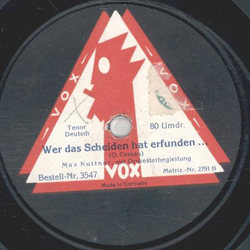 VOX
VOX
Tenor
Deutsch
80 Umdr.
Wer das Scheiden hat erfunden ...
Max Kuttner, mit Orchesterbegleitung
Bestell-Nr. 3547
VOX
Matriz.-Nr. 2791 B
Made in Germany